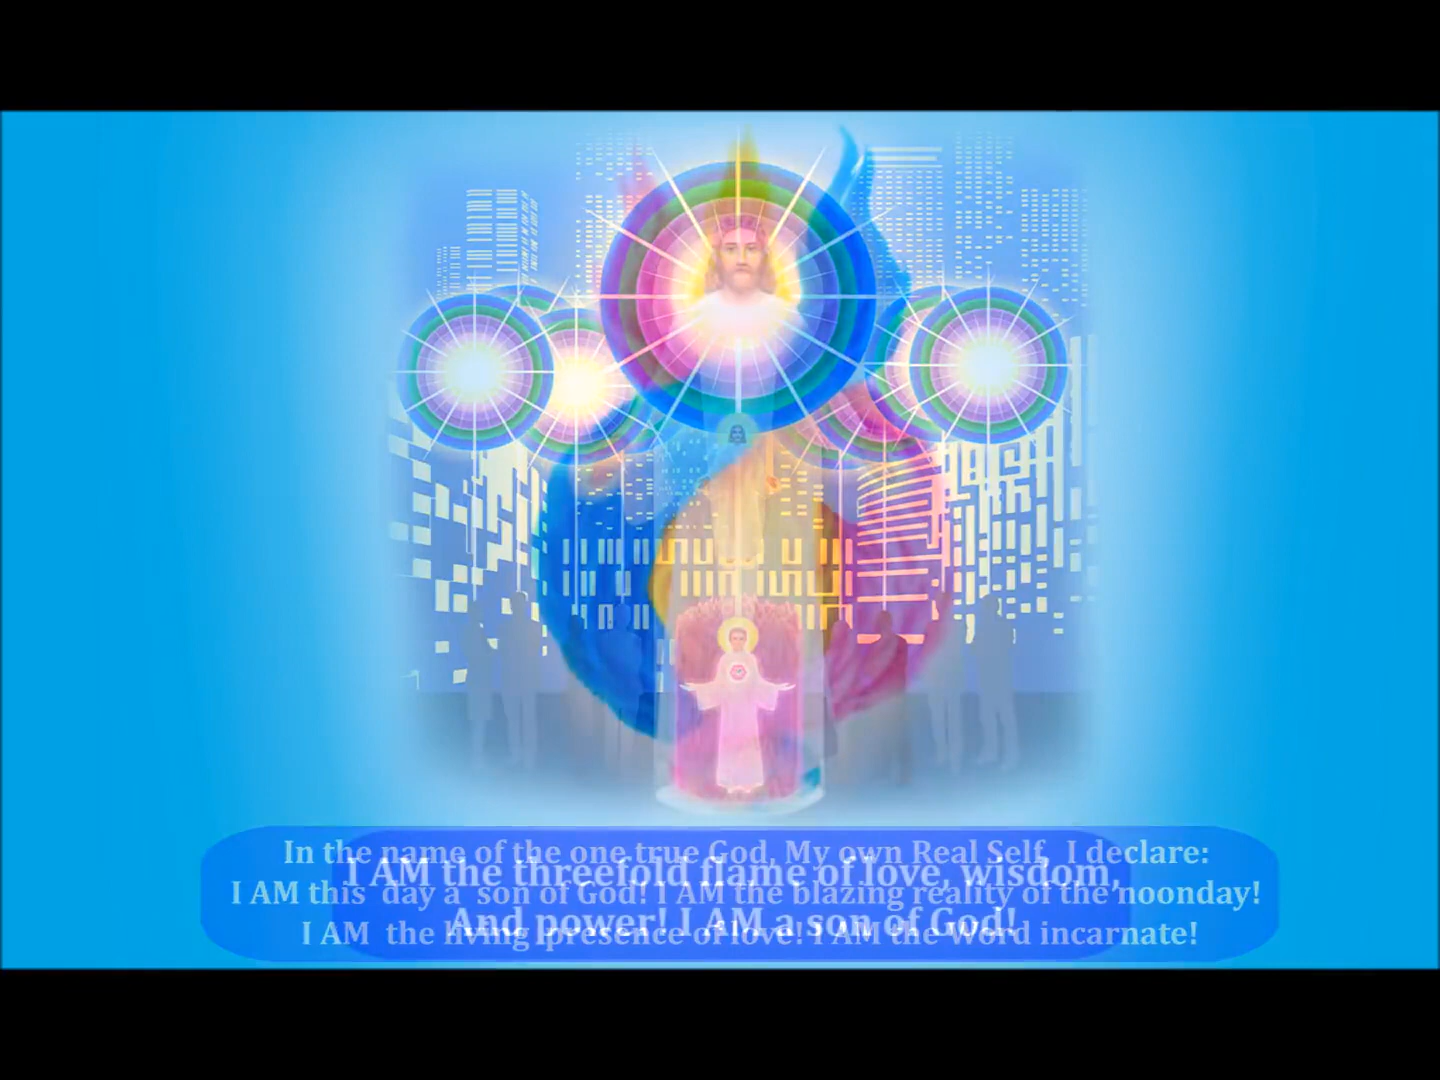 In the name of the one true God, My own Real Self, I declare:
I AM this day a son of God! I AM the blazing reality of the noonday!
I AM the living presence of love! I AM the Word incarnate!
I AM the threefold flame of love, wisdom,
And power! I AM a son of God!